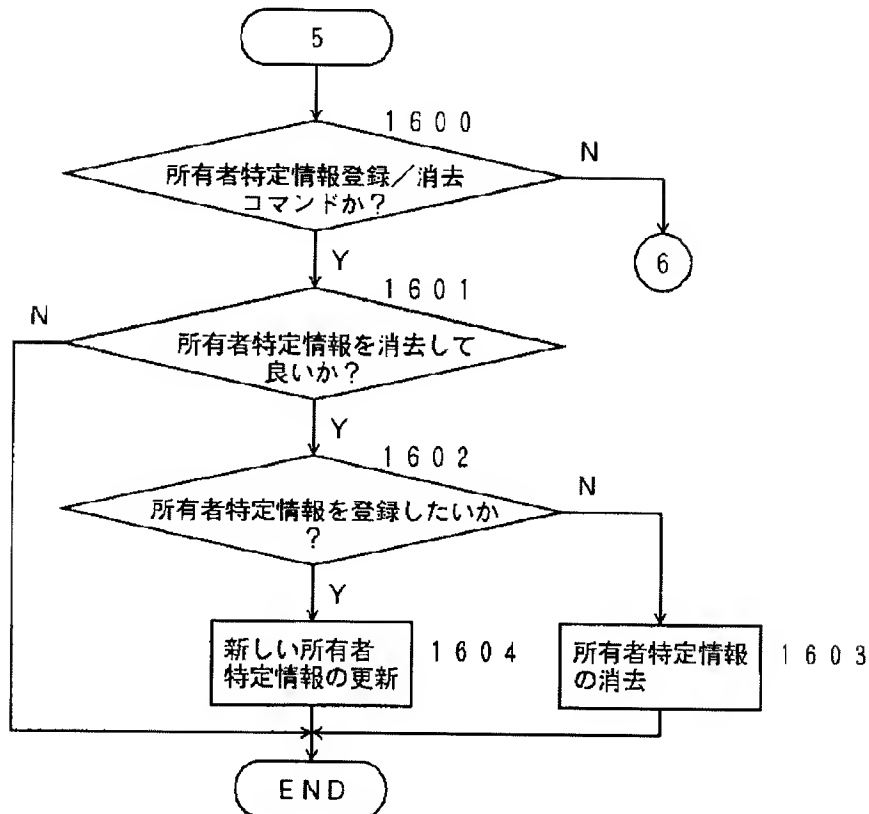 5
1600
所有者特定情報登録／消去
コマンドか？
N
6
Y
1601
N
所有者特定情報を消去して
良いか？
Y
1602
所有者特定情報を登録したいか
？
N
Y
新しい所有者
特定情報の更新
1604
所有者特定情報
の消去
1603
END